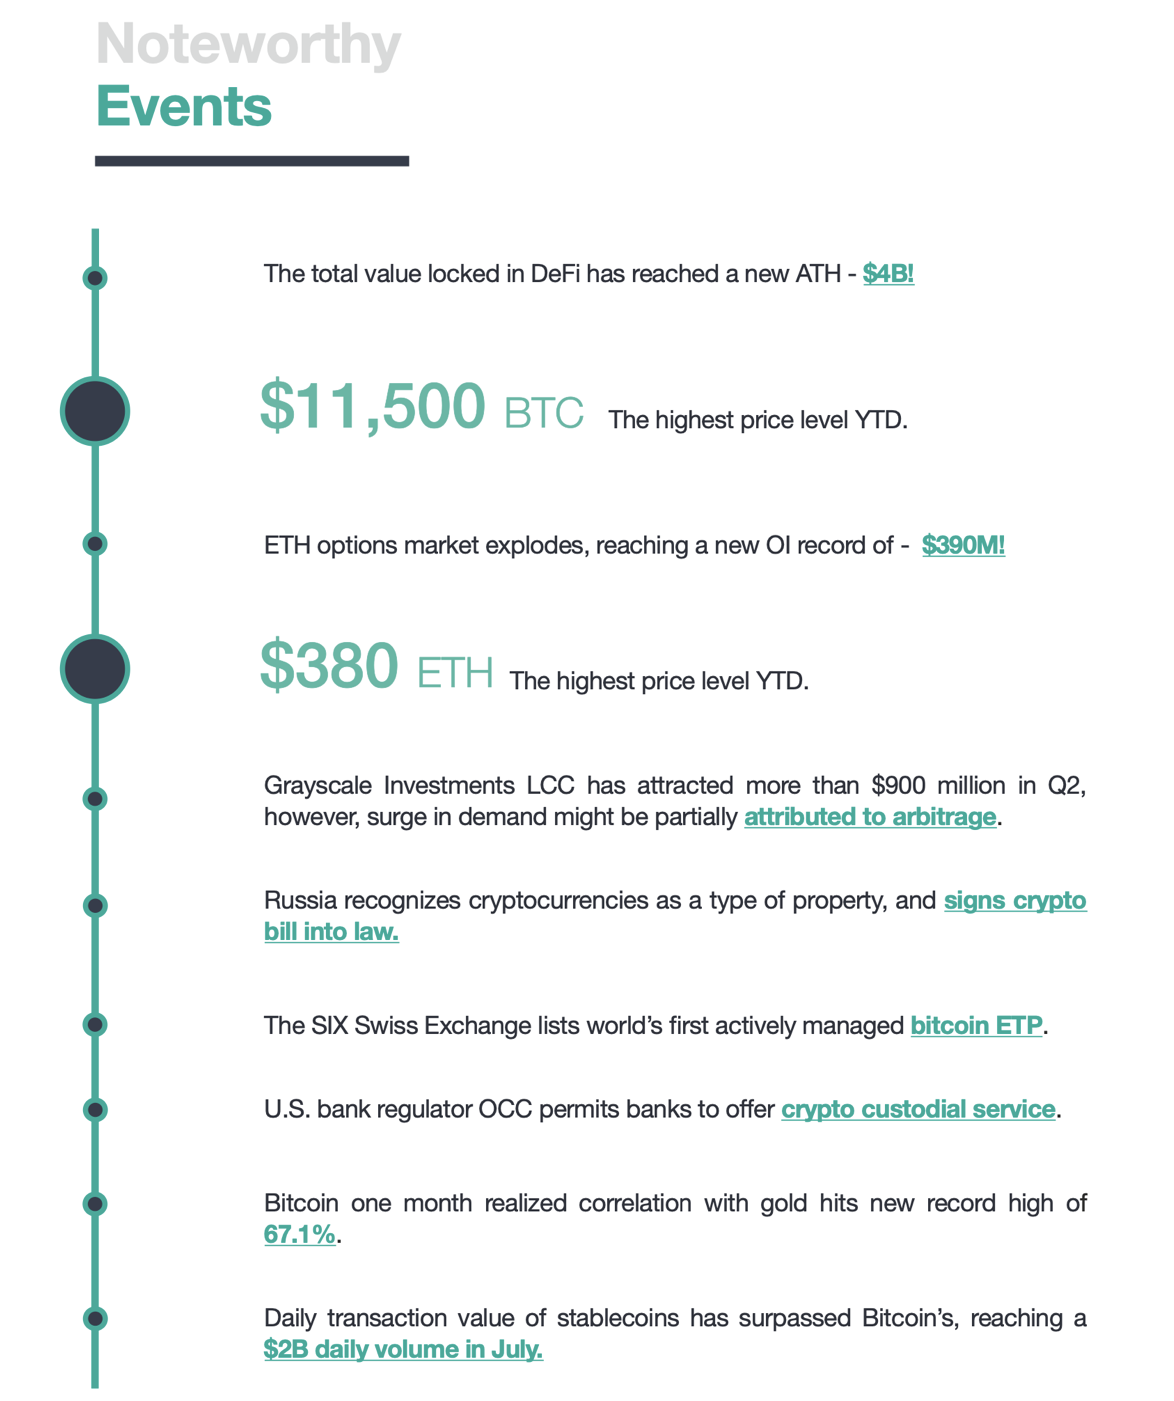 Noteworthy
Events
The total value locked in DeFi has reached a new ATH - $4B!
$11,500 BTC The highest price level YTD.
ETH options market explodes, reaching a new OI record of - $390M!
$380 ETH The highest price level YTD.
Grayscale Investments LCC has attracted more than $900 million in Q2,
however, surge in demand might be partially attributed to arbitrage.
Russia recognizes cryptocurrencies as a type of property, and signs crypto
bill into law.
The SIX Swiss Exchange lists world’s first actively managed bitcoin ETP.
U.S. bank regulator OCC permits banks to offer crypto custodial service.
Bitcoin one month realized correlation with gold hits new record high of
67.1%.
Daily transaction value of stablecoins has surpassed Bitcoin’s, reaching a
$2B daily volume in July.